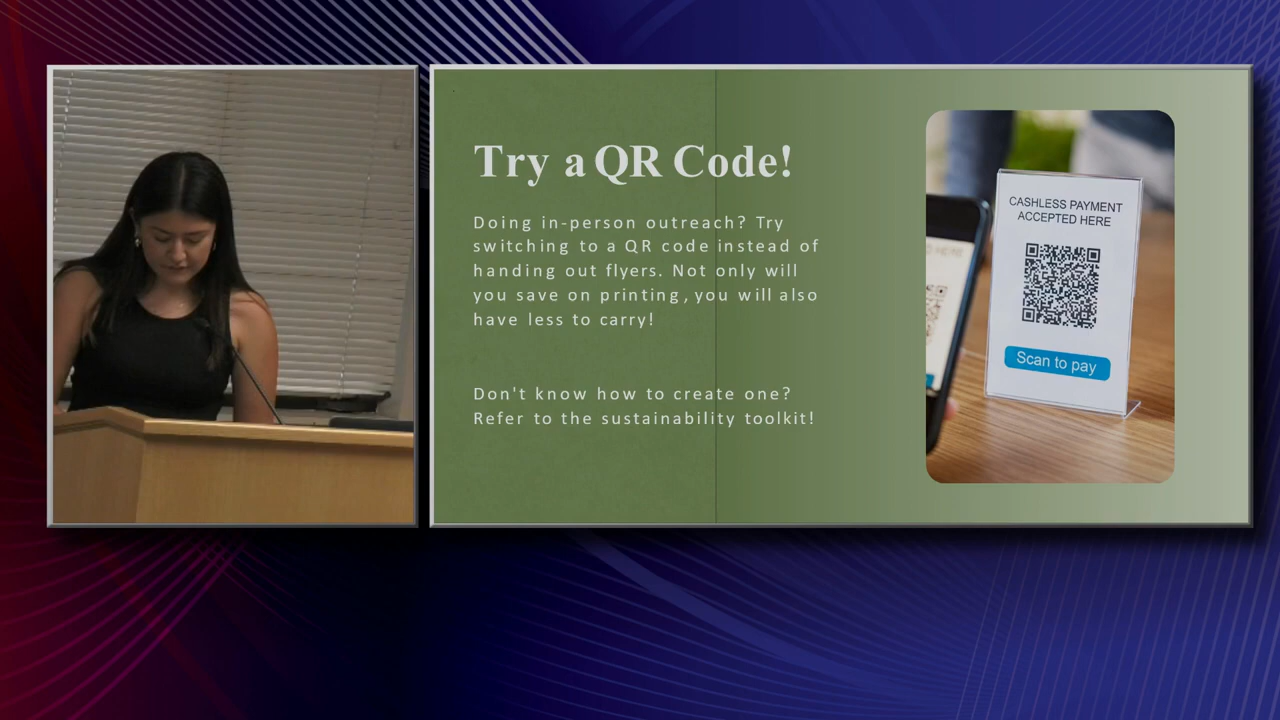 Try a QR Code!
Doing in-person outreach? Try
switching to a QR code instead of
handing out flyers. Not only will
you save on printing, you will also
have less to carry!
Don't know how to create one?
Refer to the sustainability toolkit!
CASHLESS PAYMENT
ACCEPTED HERE
Scan to pay